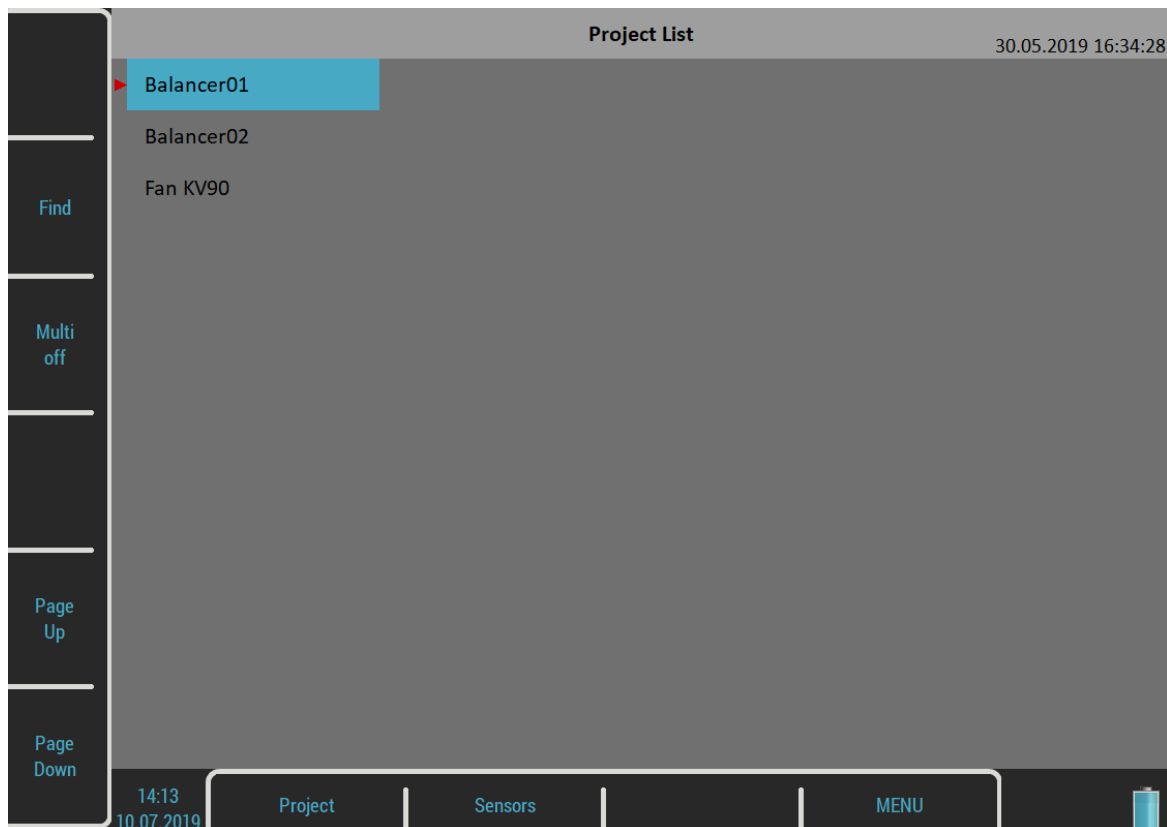 Project List
30.05.2019 16:34:28
Balancer01
Balancer02
Fan KV90
Find
Multi
off
Page
Up
Page
Down
14:13
10.07.2019
Project
Sensors
MENU